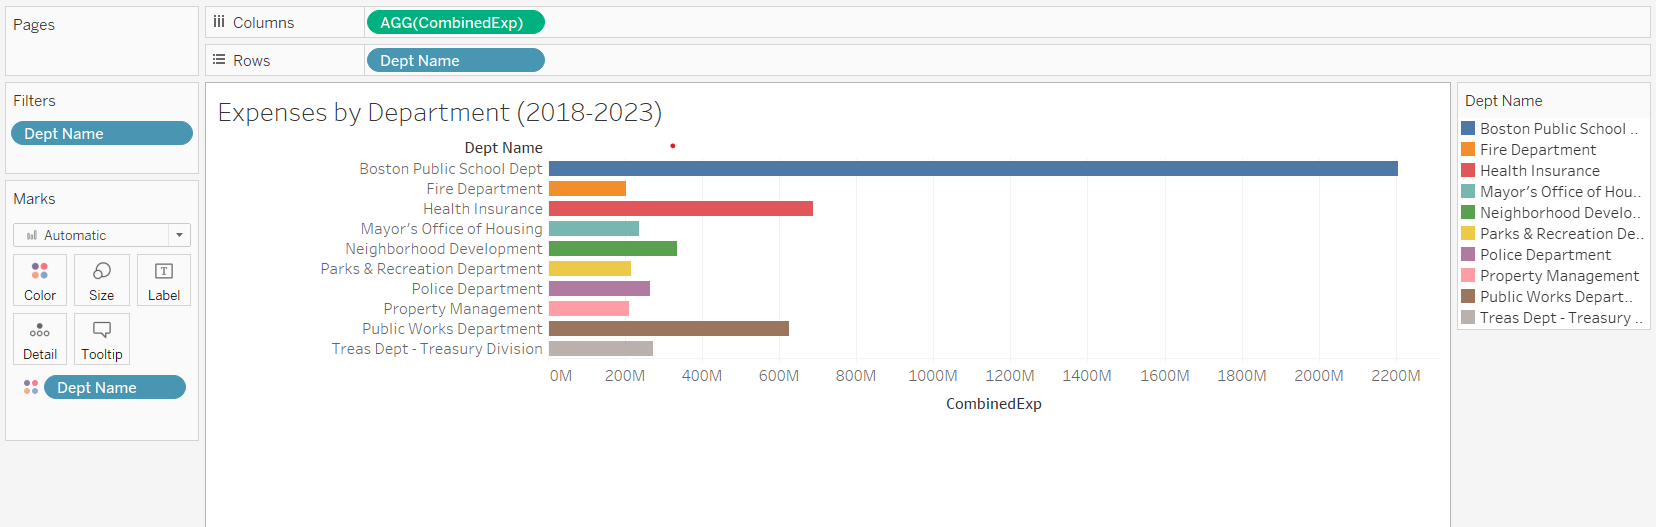 Pages
Columns
AGG(CombinedExp)
Rows
Dept Name
Filters
Dept Name
Marks
Automatic
Color
Size
Label
Detail
Tooltip
Dept Name
Expenses by Department (2018-2023)
Dept Name
Boston Public School Dept
Fire Department
Health Insurance
Mayor’s Office of Housing
Neighborhood Development
Parks & Recreation Department
Police Department
Property Management
Public Works Department
Treas Dept - Treasury Division
0M 200M 400M 600M 800M 1000M 1200M 1400M 1600M 1800M 2000M 2200M
CombinedExp
Dept Name
Boston Public School ..
Fire Department
Health Insurance
Mayor’s Office of Hou..
Neighborhood Develo..
Parks & Recreation De..
Police Department
Property Management
Public Works Depart..
Treas Dept - Treasury ..